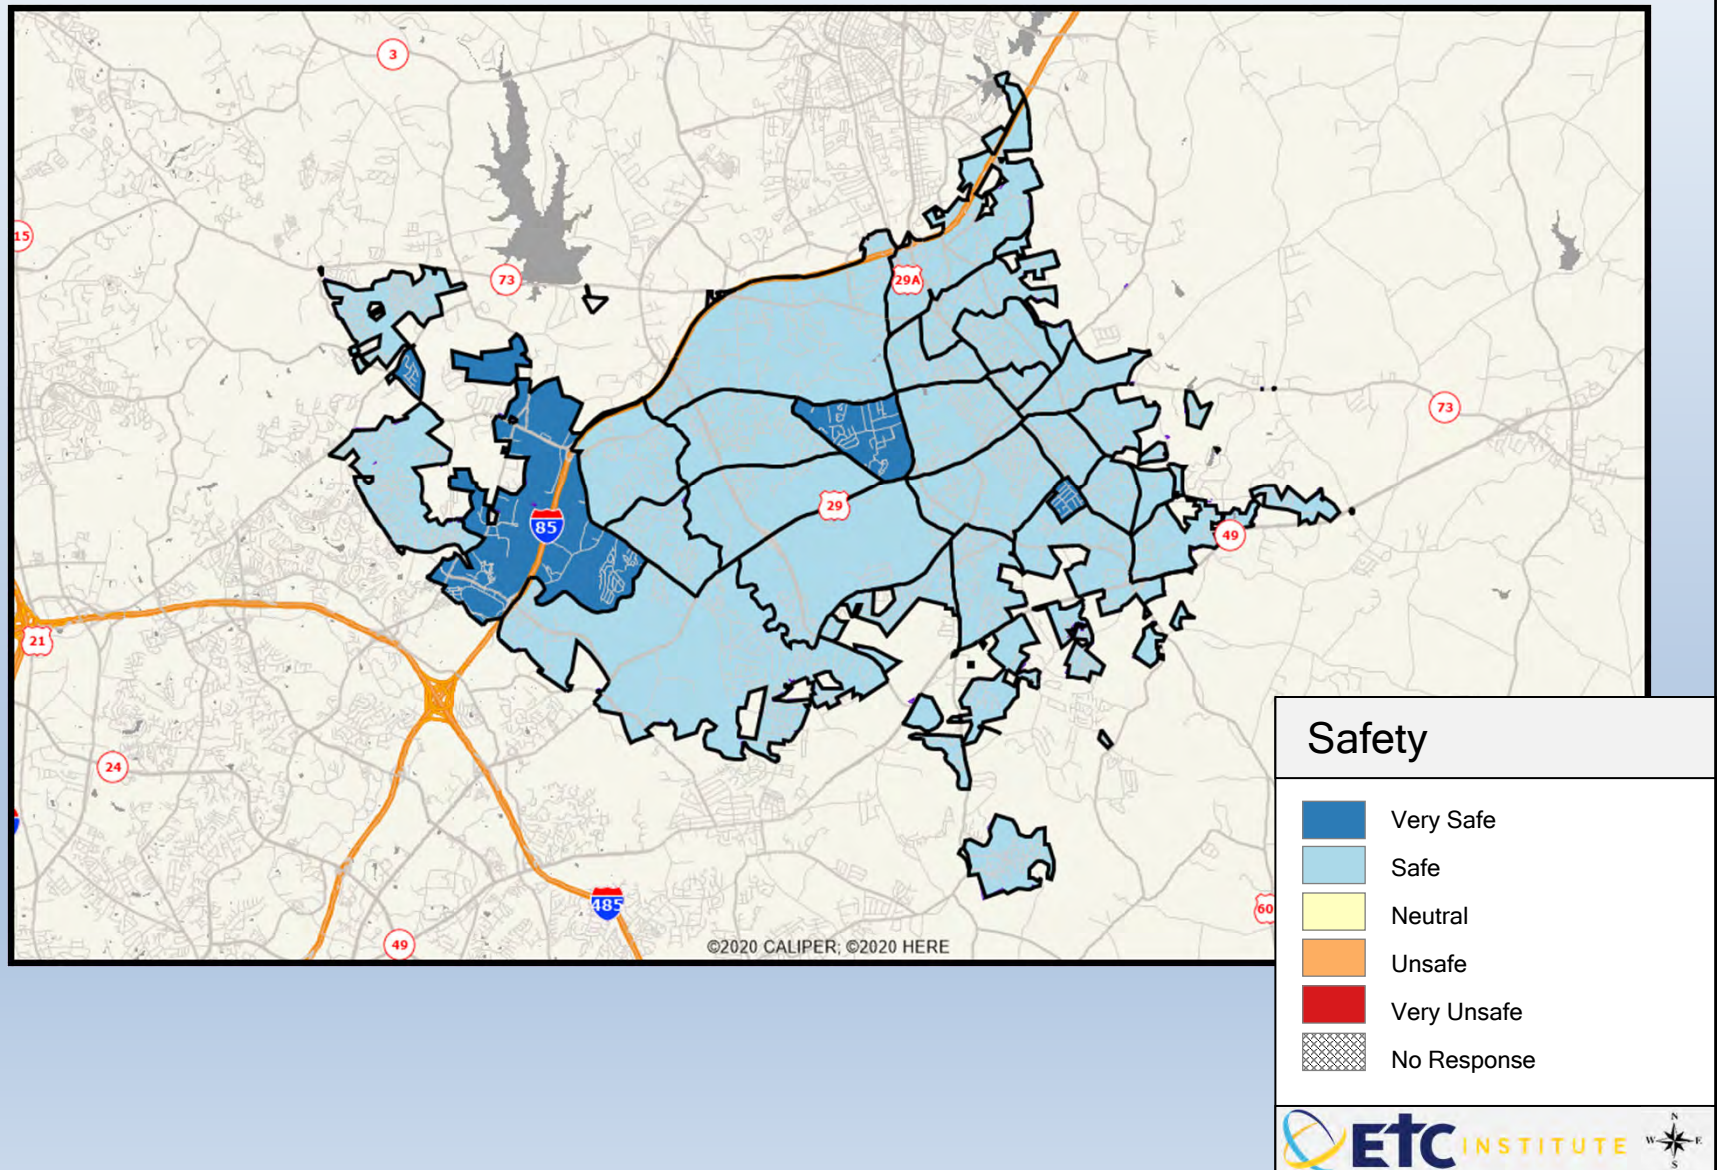 3
15
73
29A
73
29
85
49
21
24
485
49
60
©2020 CALIPER; ©2020 HERE
Safety
Very Safe
Safe
Neutral
Unsafe
Very Unsafe
No Response
ETC INSTITUTE
N
W E
S